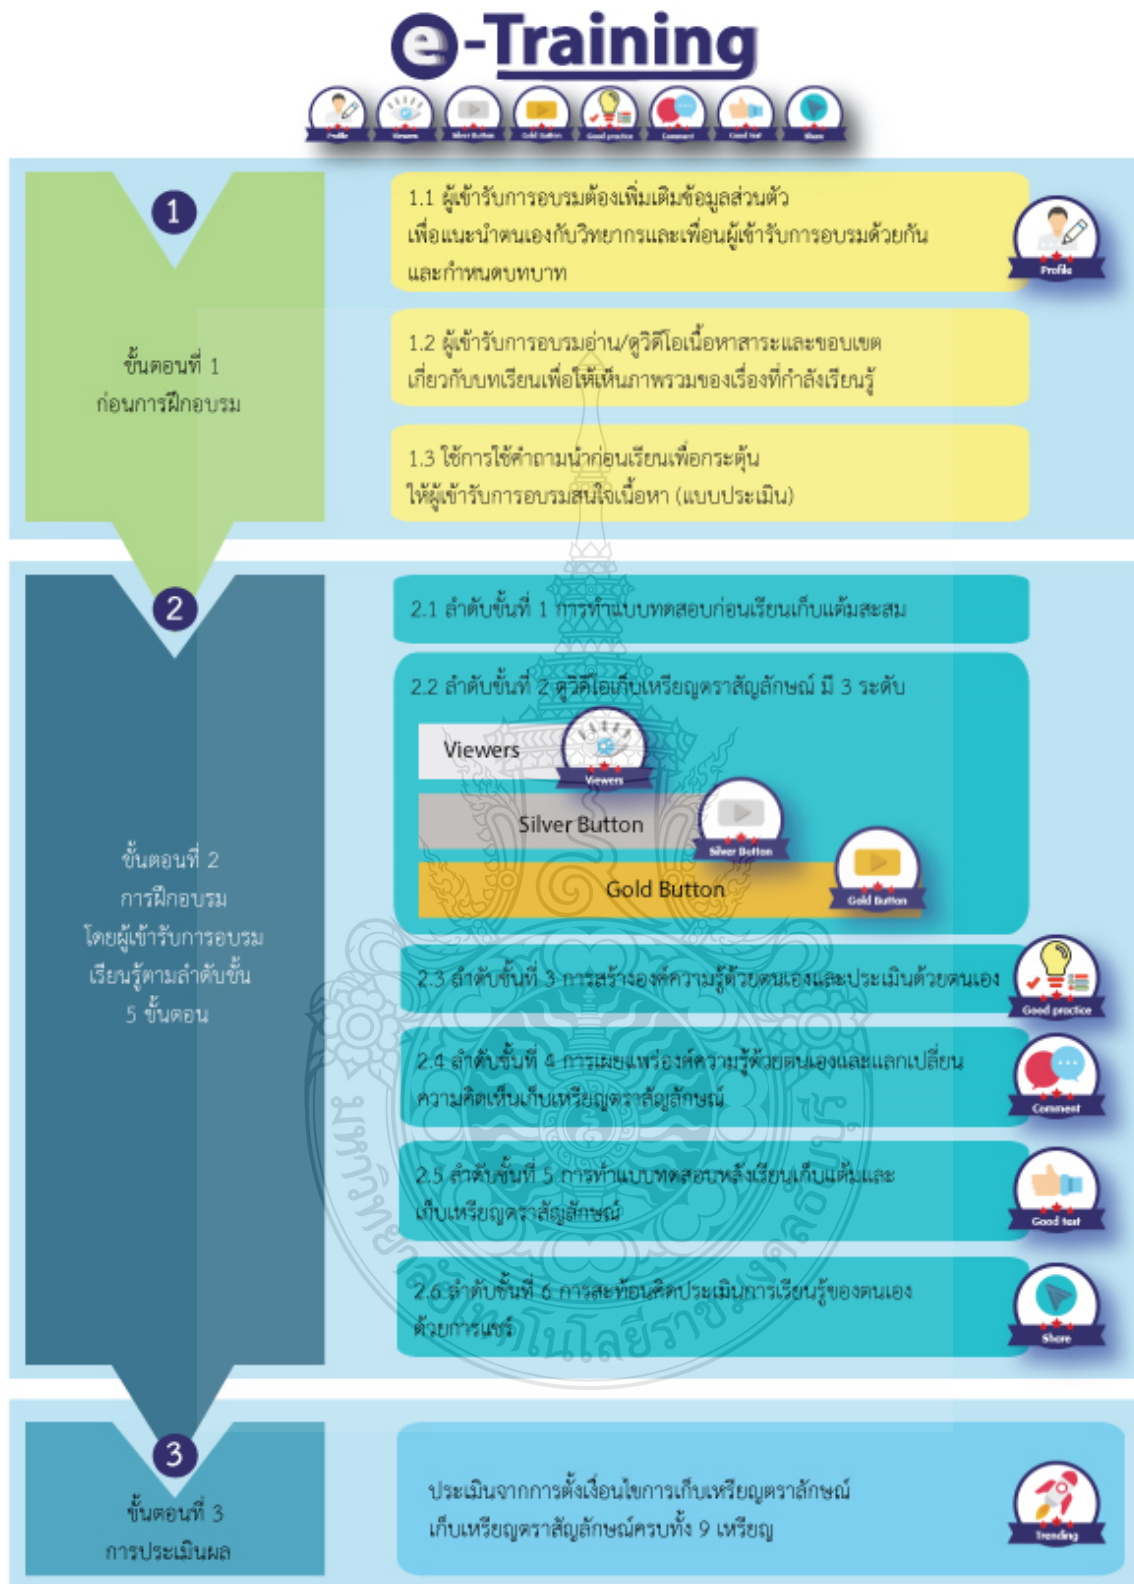 e-Training
Profile
Viewers
Silver Button
Gold Button
Good practice
Comment
Good test
Share
1
ขั้นตอนที่ 1
ก่อนการฝึกอบรม
1.1 ผู้เข้ารับการอบรมต้องเพิ่มเติมข้อมูลส่วนตัว
เพื่อแนะนำตนเองกับวิทยากรและเพื่อนผู้เข้ารับการอบรมด้วยกัน
และกำหนดบทบาท
Profile
1.2 ผู้เข้ารับการอบรมอ่าน/ดูวิดีโอเนื้อหาสาระและขอบเขต
เกี่ยวกับบทเรียนเพื่อให้เห็นภาพรวมของเรื่องที่กำลังเรียนรู้
1.3 ใช้การใช้คำถามนำก่อนเรียนเพื่อกระตุ้น
ให้ผู้เข้ารับการอบรมสนใจเนื้อหา (แบบประเมิน)
2
ขั้นตอนที่ 2
การฝึกอบรม
โดยผู้เข้ารับการอบรม
เรียนรู้ตามลำดับขั้น
5 ขั้นตอน
2.1 ลำดับขั้นที่ 1 การทำแบบทดสอบก่อนเรียนเก็บแต้มสะสม
2.2 ลำดับขั้นที่ 2 ดูวิดีโอเก็บเหรียญตราสัญลักษณ์ มี 3 ระดับ
Viewers
Viewers
Silver Button
Silver Button
Gold Button
Gold Button
2.3 ลำดับขั้นที่ 3 การสร้างองค์ความรู้ด้วยตนเองและประเมินด้วยตนเอง
Good practice
2.4 ลำดับขั้นที่ 4 การเผยแพร่องค์ความรู้ด้วยตนเองและแลกเปลี่ยน
ความคิดเห็นเก็บเหรียญตราสัญลักษณ์
Comment
2.5 ลำดับขั้นที่ 5 การทำแบบทดสอบหลังเรียนเก็บแต้มและ
เก็บเหรียญตราสัญลักษณ์
Good test
2.6 ลำดับขั้นที่ 6 การสะท้อนคิดประเมินการเรียนรู้ของตนเอง
ด้วยการแชร์
Share
มหาวิทยาลัยเทคโนโลยีราชมงคลธัญบุรี
3
ขั้นตอนที่ 3
การประเมินผล
ประเมินจากการตั้งเงื่อนไขการเก็บเหรียญตราลักษณ์
เก็บเหรียญตราสัญลักษณ์ครบทั้ง 9 เหรียญ
Trending